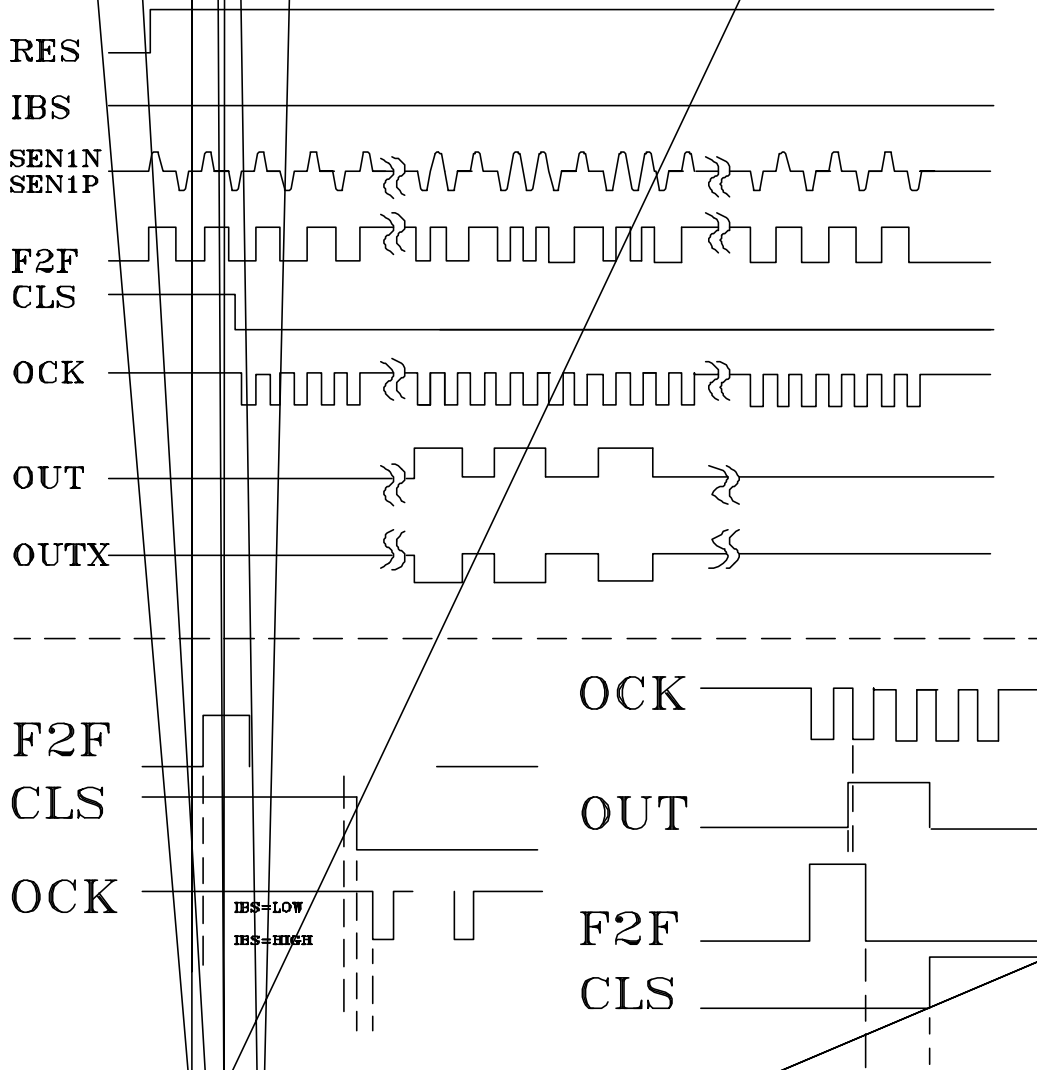 RES
IBS
SEN1N
SEN1P
F2F
CLS
OCK
OUT
OUTX
F2F
CLS
OCK
IBS=LOW
IBS=HIGH
OCK
OUT
F2F
CLS